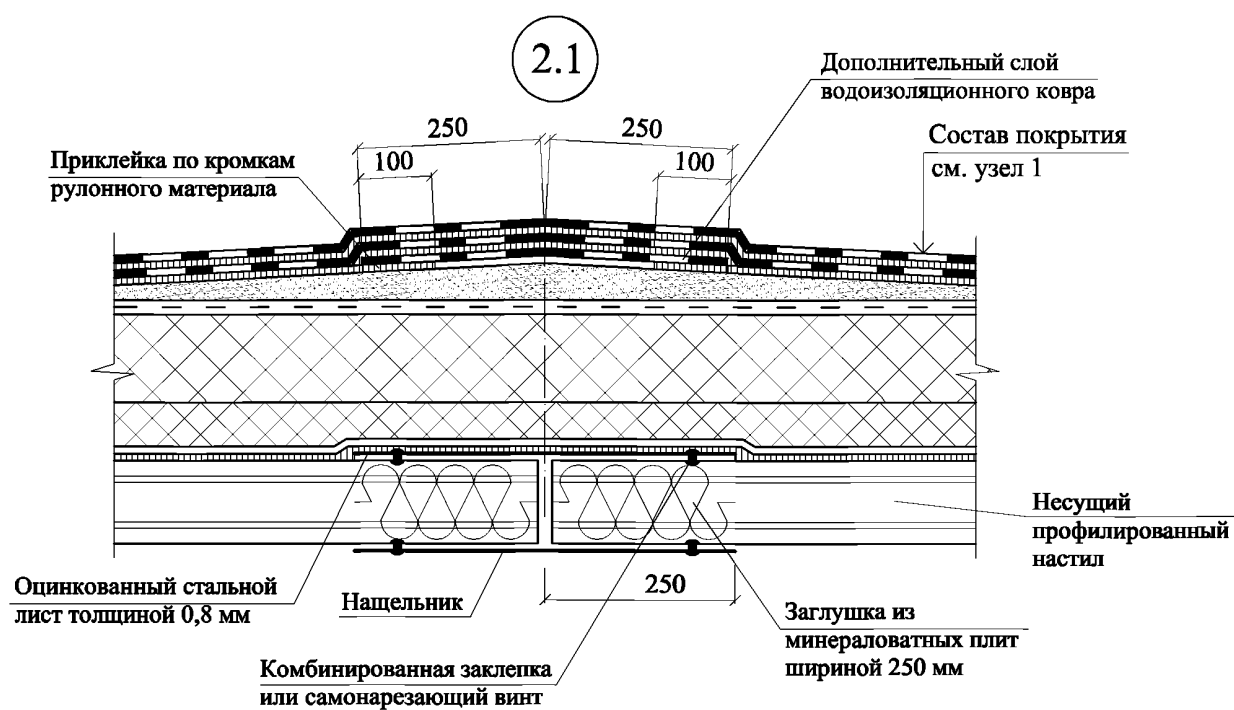 2.1
Дополнительный слой
водоизоляционного ковра
250
250
Состав покрытия
см. узел 1
Приклейка по кромкам
рулонного материала
100
100
Несущий
профилированный
настил
Оцинкованный стальной
лист толщиной 0,8 мм
Нащельник
250
Заглушка из
минераловатных плит
шириной 250 мм
Комбинированная заклепка
или самонарезающий винт